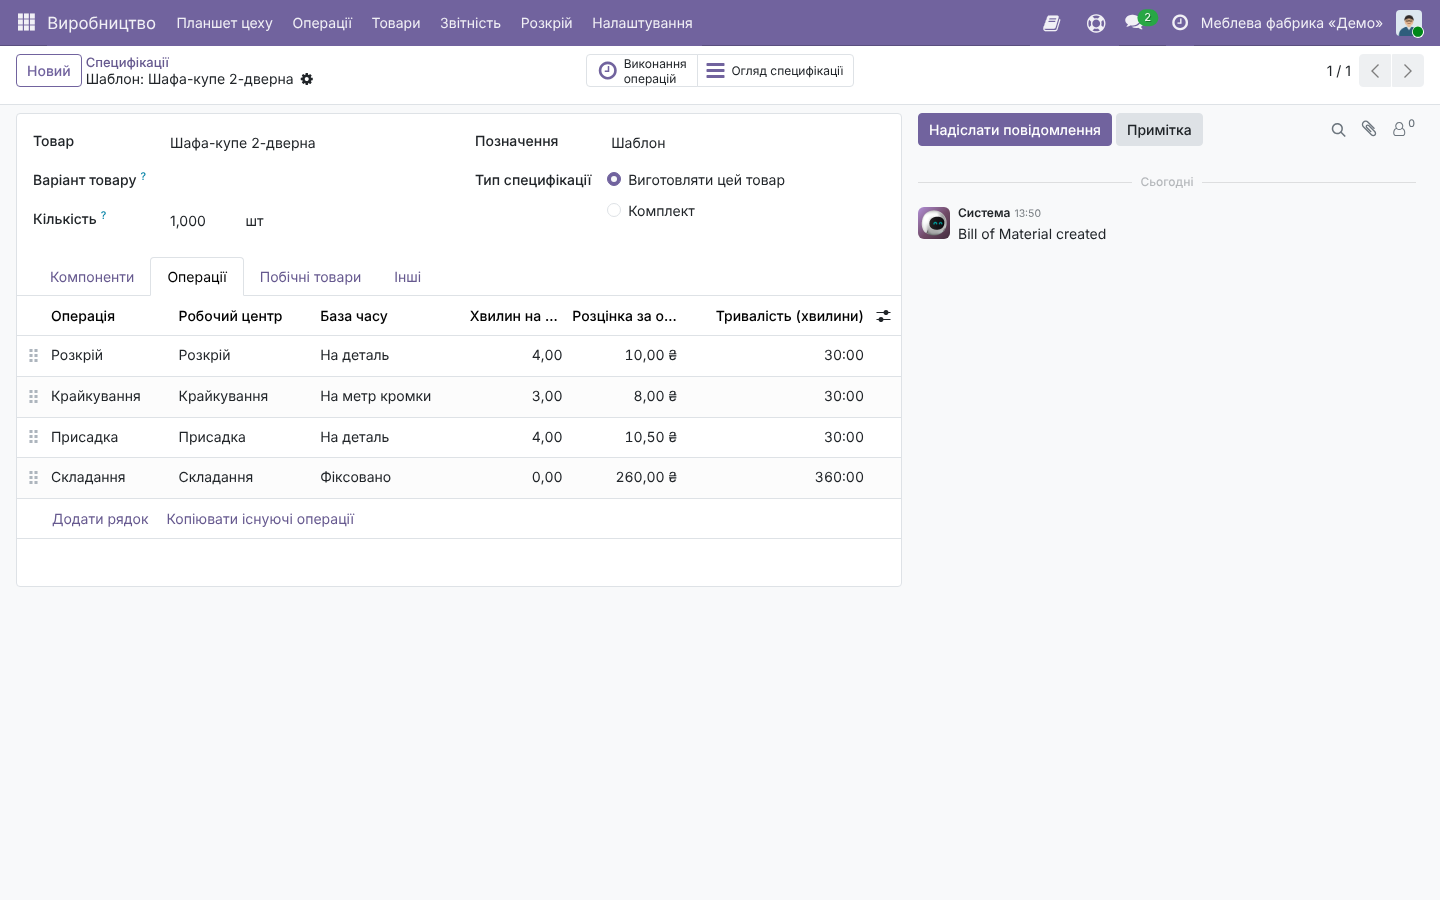 Виробництво Планшет цеху Операції Товари Звітність Розкрій Налаштування 2 Меблева фабрика «Демо»
Новий Специфікації
Шаблон: Шафа-купе 2-дверна
Виконання операцій
Огляд специфікації
1 / 1
Товар Шафа-купе 2-дверна Позначення Шаблон
Варіант товару ? Тип специфікації Виготовляти цей товар
Кількість ? 1,000 шт Комплект
Компоненти Операції Побічні товари Інші
Операція Робочий центр База часу Хвилин на ... Розцінка за о... Тривалість (хвилини)
Розкрій Розкрій На деталь 4,00 10,00 ₴ 30:00
Крайкування Крайкування На метр кромки 3,00 8,00 ₴ 30:00
Присадка Присадка На деталь 4,00 10,50 ₴ 30:00
Складання Складання Фіксовано 0,00 260,00 ₴ 360:00
Додати рядок Копіювати існуючі операції
Надіслати повідомлення Примітка 0
Сьогодні
Система 13:50
Bill of Material created